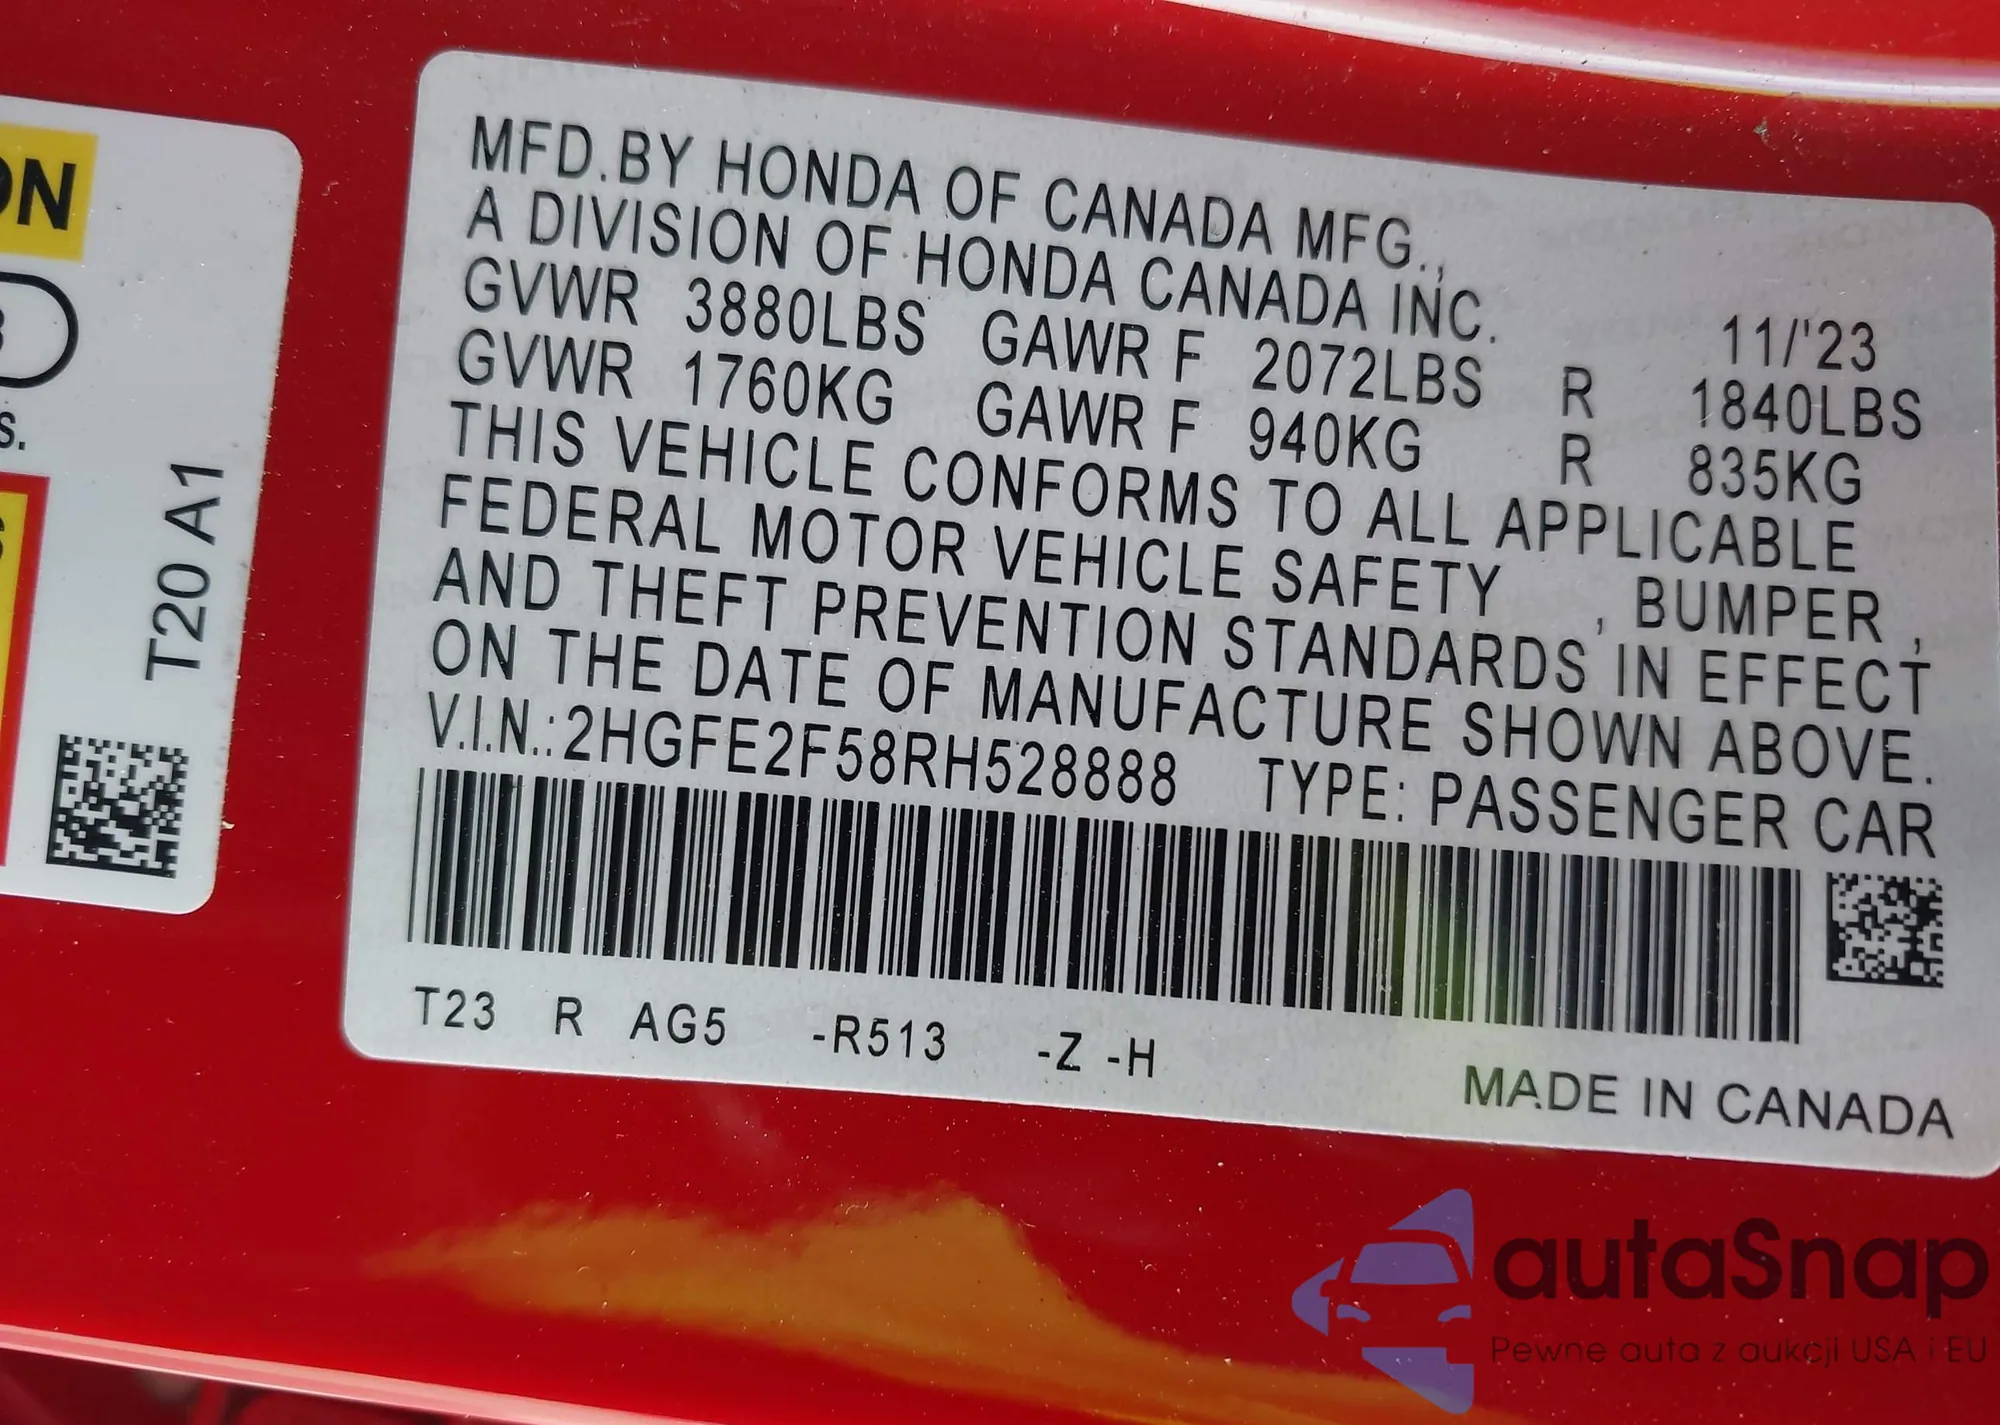 ON
S.
T20 A1
MFD.BY HONDA OF CANADA MFG.,
A DIVISION OF HONDA CANADA INC.
11/'23
GVWR 3880LBS GAWR F 2072LBS R 1840LBS
GVWR 1760KG GAWR F 940KG R 835KG
THIS VEHICLE CONFORMS TO ALL APPLICABLE
FEDERAL MOTOR VEHICLE SAFETY , BUMPER ,
AND THEFT PREVENTION STANDARDS IN EFFECT
ON THE DATE OF MANUFACTURE SHOWN ABOVE.
V.I.N.:2HGFE2F58RH528888 TYPE: PASSENGER CAR
T23 R AG5 -R513 -Z -H
MADE IN CANADA
autaSnap
Pewne auta z aukcji USA i EU